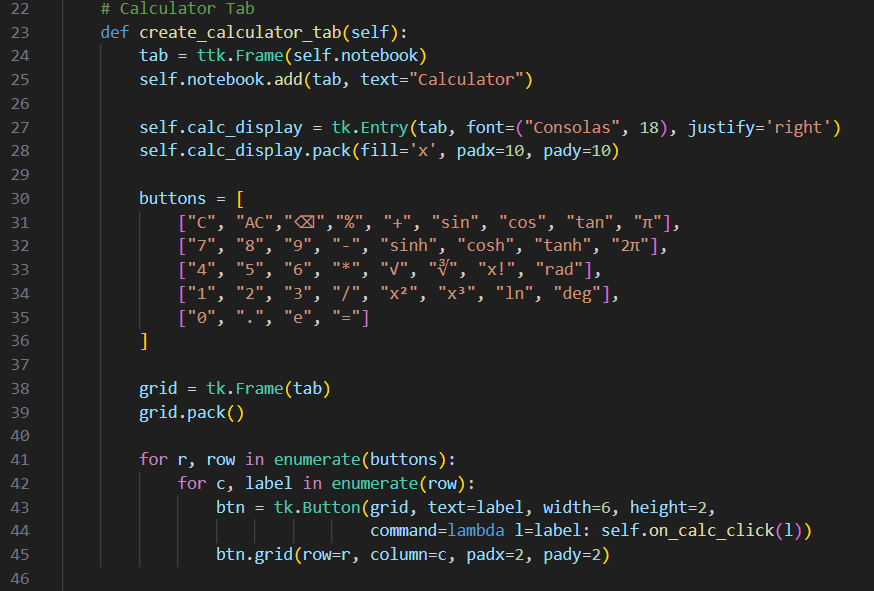 22 # Calculator Tab
23 def create_calculator_tab(self):
24 tab = ttk.Frame(self.notebook)
25 self.notebook.add(tab, text="Calculator")
26
27 self.calc_display = tk.Entry(tab, font=("Consolas", 18), justify='right')
28 self.calc_display.pack(fill='x', padx=10, pady=10)
29
30 buttons = [
31 ["C", "AC","⌫","%", "+", "sin", "cos", "tan", "π"],
32 ["7", "8", "9", "-", "sinh", "cosh", "tanh", "2π"],
33 ["4", "5", "6", "*", "√", "∛", "x!", "rad"],
34 ["1", "2", "3", "/", "x²", "x³", "ln", "deg"],
35 ["0", ".", "e", "="]
36 ]
37
38 grid = tk.Frame(tab)
39 grid.pack()
40
41 for r, row in enumerate(buttons):
42 for c, label in enumerate(row):
43 btn = tk.Button(grid, text=label, width=6, height=2,
44 command=lambda l=label: self.on_calc_click(l))
45 btn.grid(row=r, column=c, padx=2, pady=2)
46